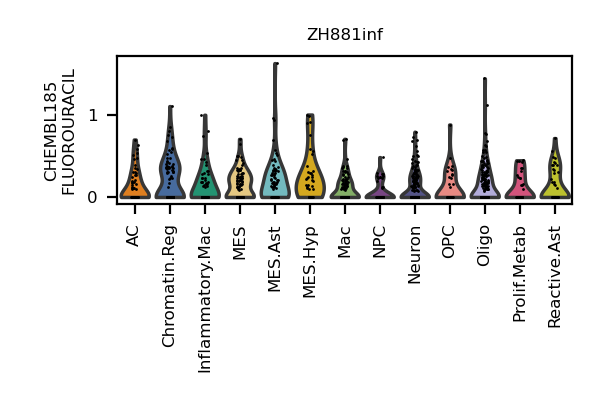 ZH881inf
CHEMBL185
FLUOROURACIL
1
0
AC
Chromatin.Reg
Inflammatory.Mac
MES
MES.Ast
MES.Hyp
Mac
NPC
Neuron
OPC
Oligo
Prolif.Metab
Reactive.Ast